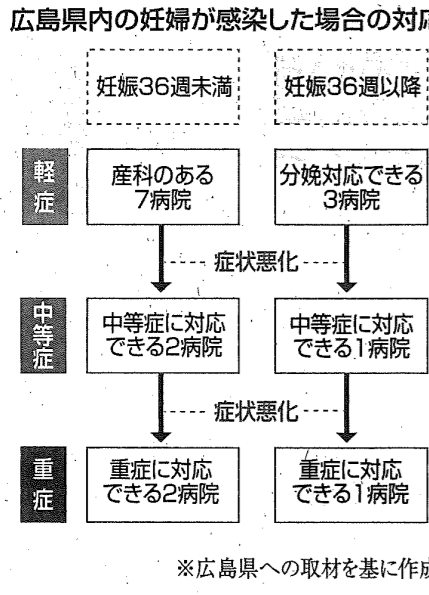 広島県内の妊婦が感染した場合の対応
妊娠36週未満
妊娠36週以降
軽症
産科のある
7病院
分娩対応できる
3病院
症状悪化
中等症
中等症に対応
できる2病院
中等症に対応
できる1病院
症状悪化
重症
重症に対応
できる2病院
重症に対応
できる1病院
※広島県への取材を基に作成